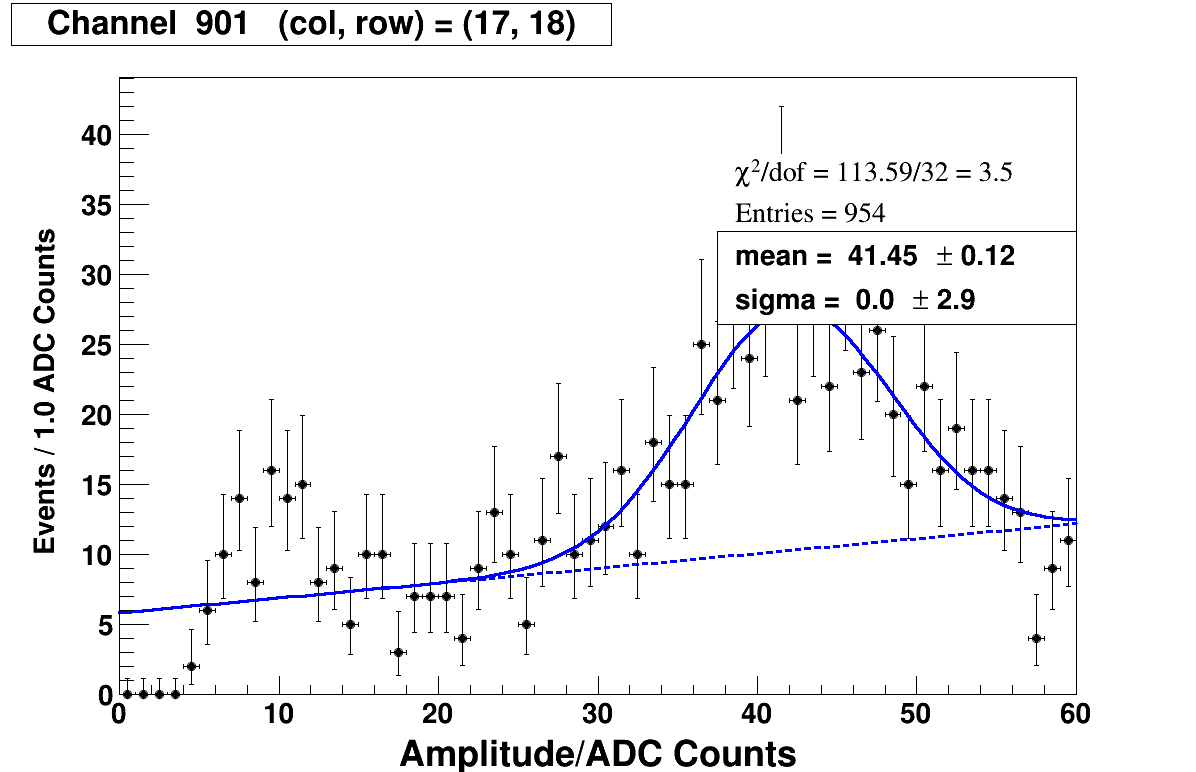 Channel 901 (col, row) = (17, 18)
40
35
30
25
20
15
10
5
0
Events / 1.0 ADC Counts
χ²/dof = 113.59/32 = 3.5
Entries = 954
mean = 41.45 ± 0.12
sigma = 0.0 ± 2.9
0 10 20 30 40 50 60
Amplitude/ADC Counts